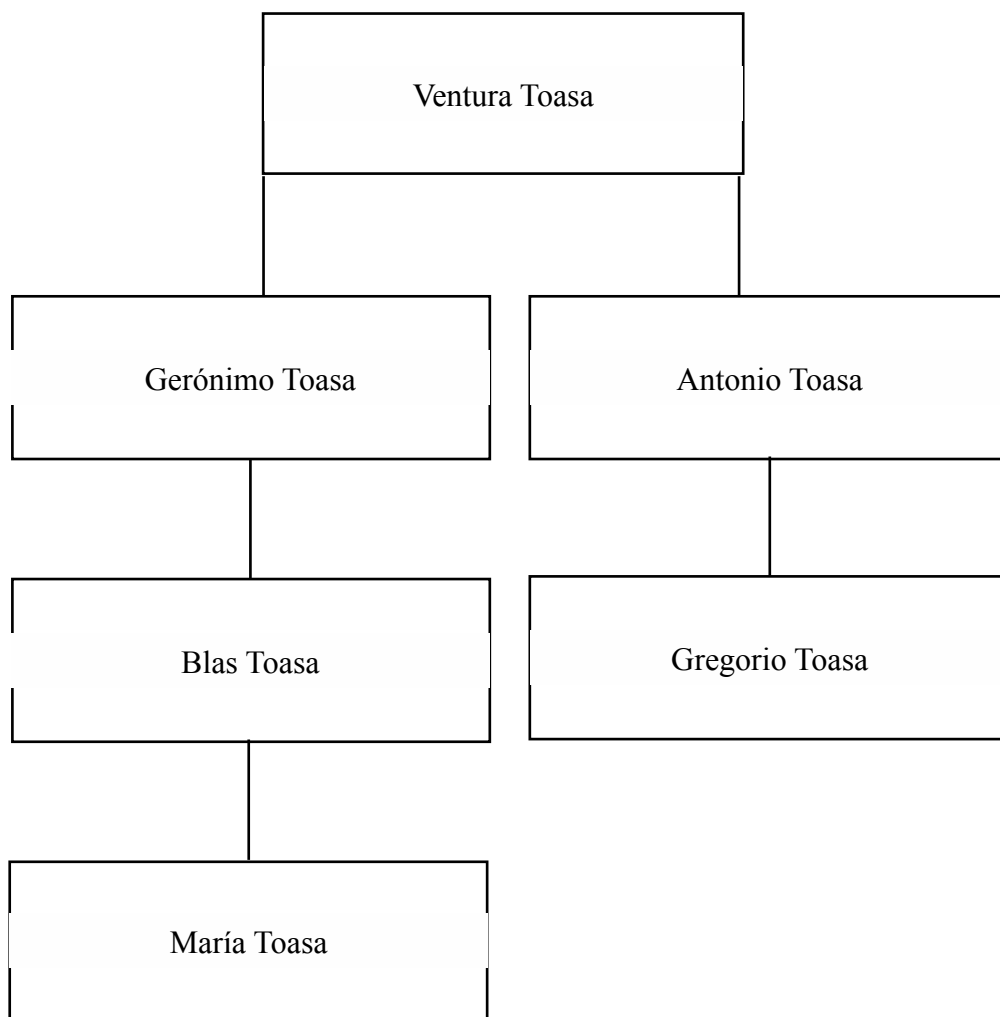 Ventura Toasa
Gerónimo Toasa
Antonio Toasa
Blas Toasa
Gregorio Toasa
María Toasa